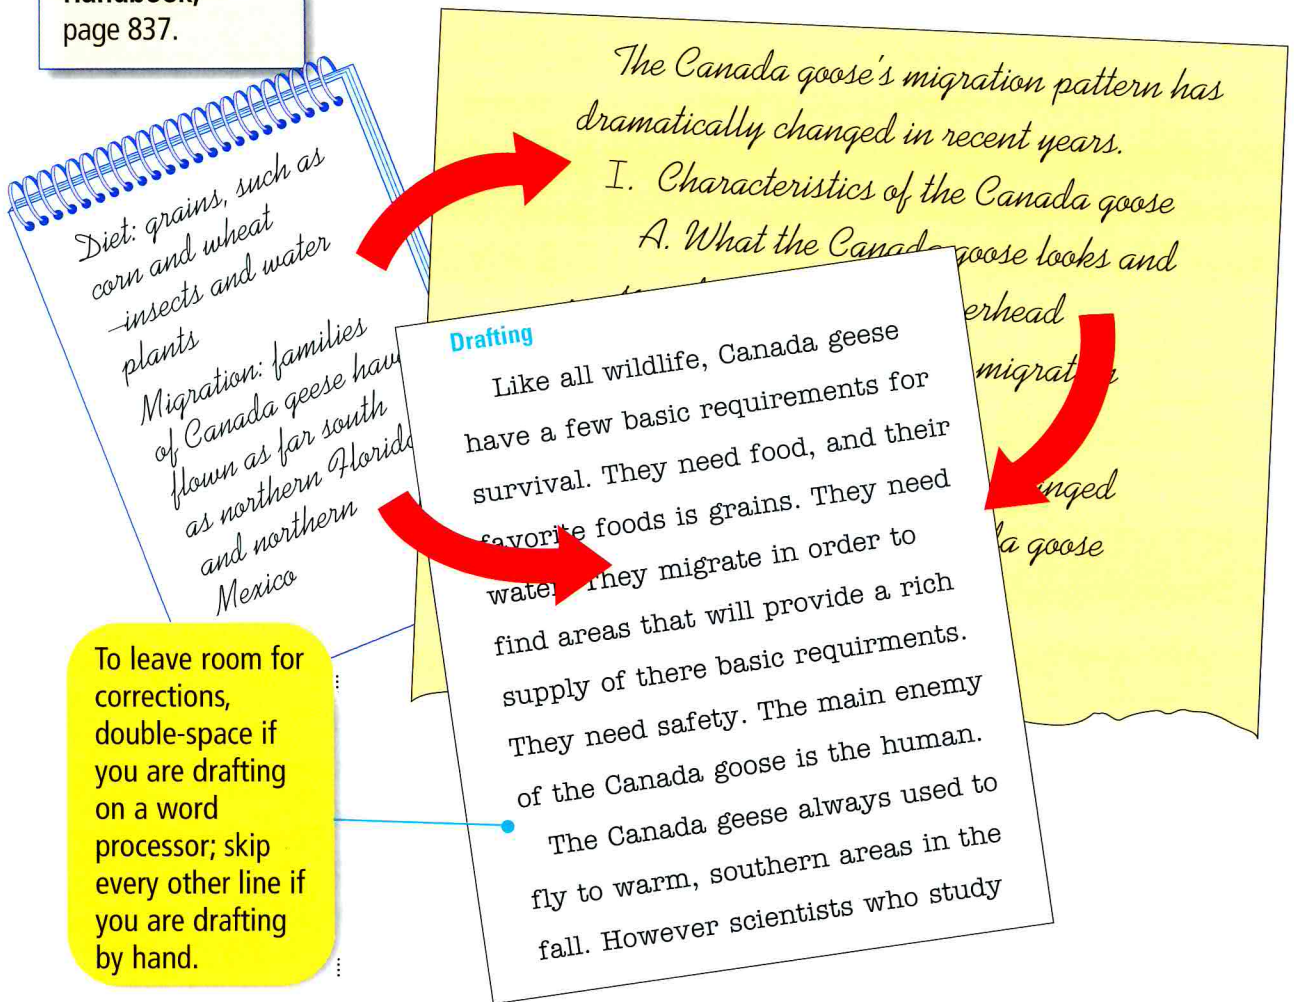 page 837.
Diet: grains, such as
corn and wheat
—insects and water
plants
Migration: families
of Canada geese have
flown as far south
as northern Florida
and northern
Mexico
The Canada goose's migration pattern has
dramatically changed in recent years.
I. Characteristics of the Canada goose
A. What the Canada goose looks and
Drafting
Like all wildlife, Canada geese
have a few basic requirements for
survival. They need food, and their
favorite foods is grains. They need
water. They migrate in order to
find areas that will provide a rich
supply of there basic requirments.
They need safety. The main enemy
of the Canada goose is the human.
The Canada geese always used to
fly to warm, southern areas in the
fall. However scientists who study
goose
To leave room for
corrections,
double-space if
you are drafting
on a word
processor; skip
every other line if
you are drafting
by hand.